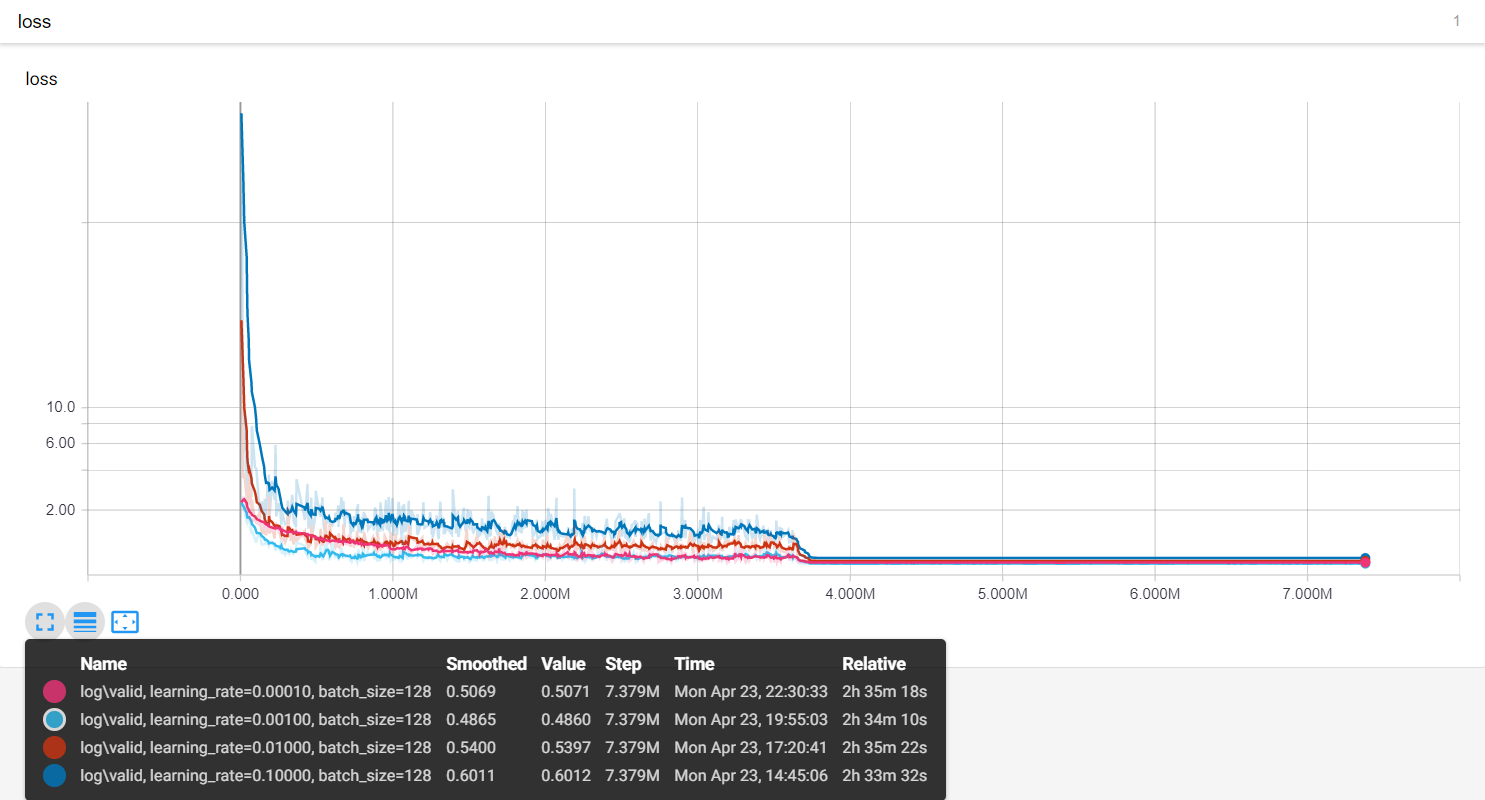 loss 1
loss
10.0
6.00
2.00
0.000 1.000M 2.000M 3.000M 4.000M 5.000M 6.000M 7.000M
Name Smoothed Value Step Time Relative
log\valid, learning_rate=0.00010, batch_size=128 0.5069 0.5071 7.379M Mon Apr 23, 22:30:33 2h 35m 18s
log\valid, learning_rate=0.00100, batch_size=128 0.4865 0.4860 7.379M Mon Apr 23, 19:55:03 2h 34m 10s
log\valid, learning_rate=0.01000, batch_size=128 0.5400 0.5397 7.379M Mon Apr 23, 17:20:41 2h 35m 22s
log\valid, learning_rate=0.10000, batch_size=128 0.6011 0.6012 7.379M Mon Apr 23, 14:45:06 2h 33m 32s